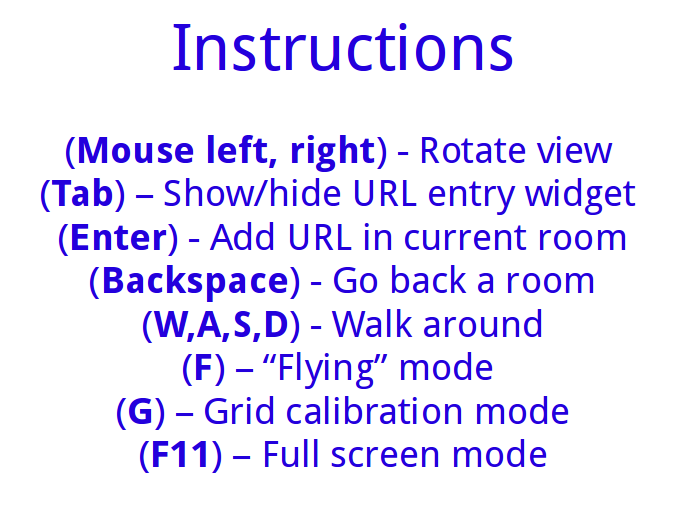 Instructions
(Mouse left, right) - Rotate view
(Tab) – Show/hide URL entry widget
(Enter) - Add URL in current room
(Backspace) - Go back a room
(W,A,S,D) - Walk around
(F) – “Flying” mode
(G) – Grid calibration mode
(F11) – Full screen mode